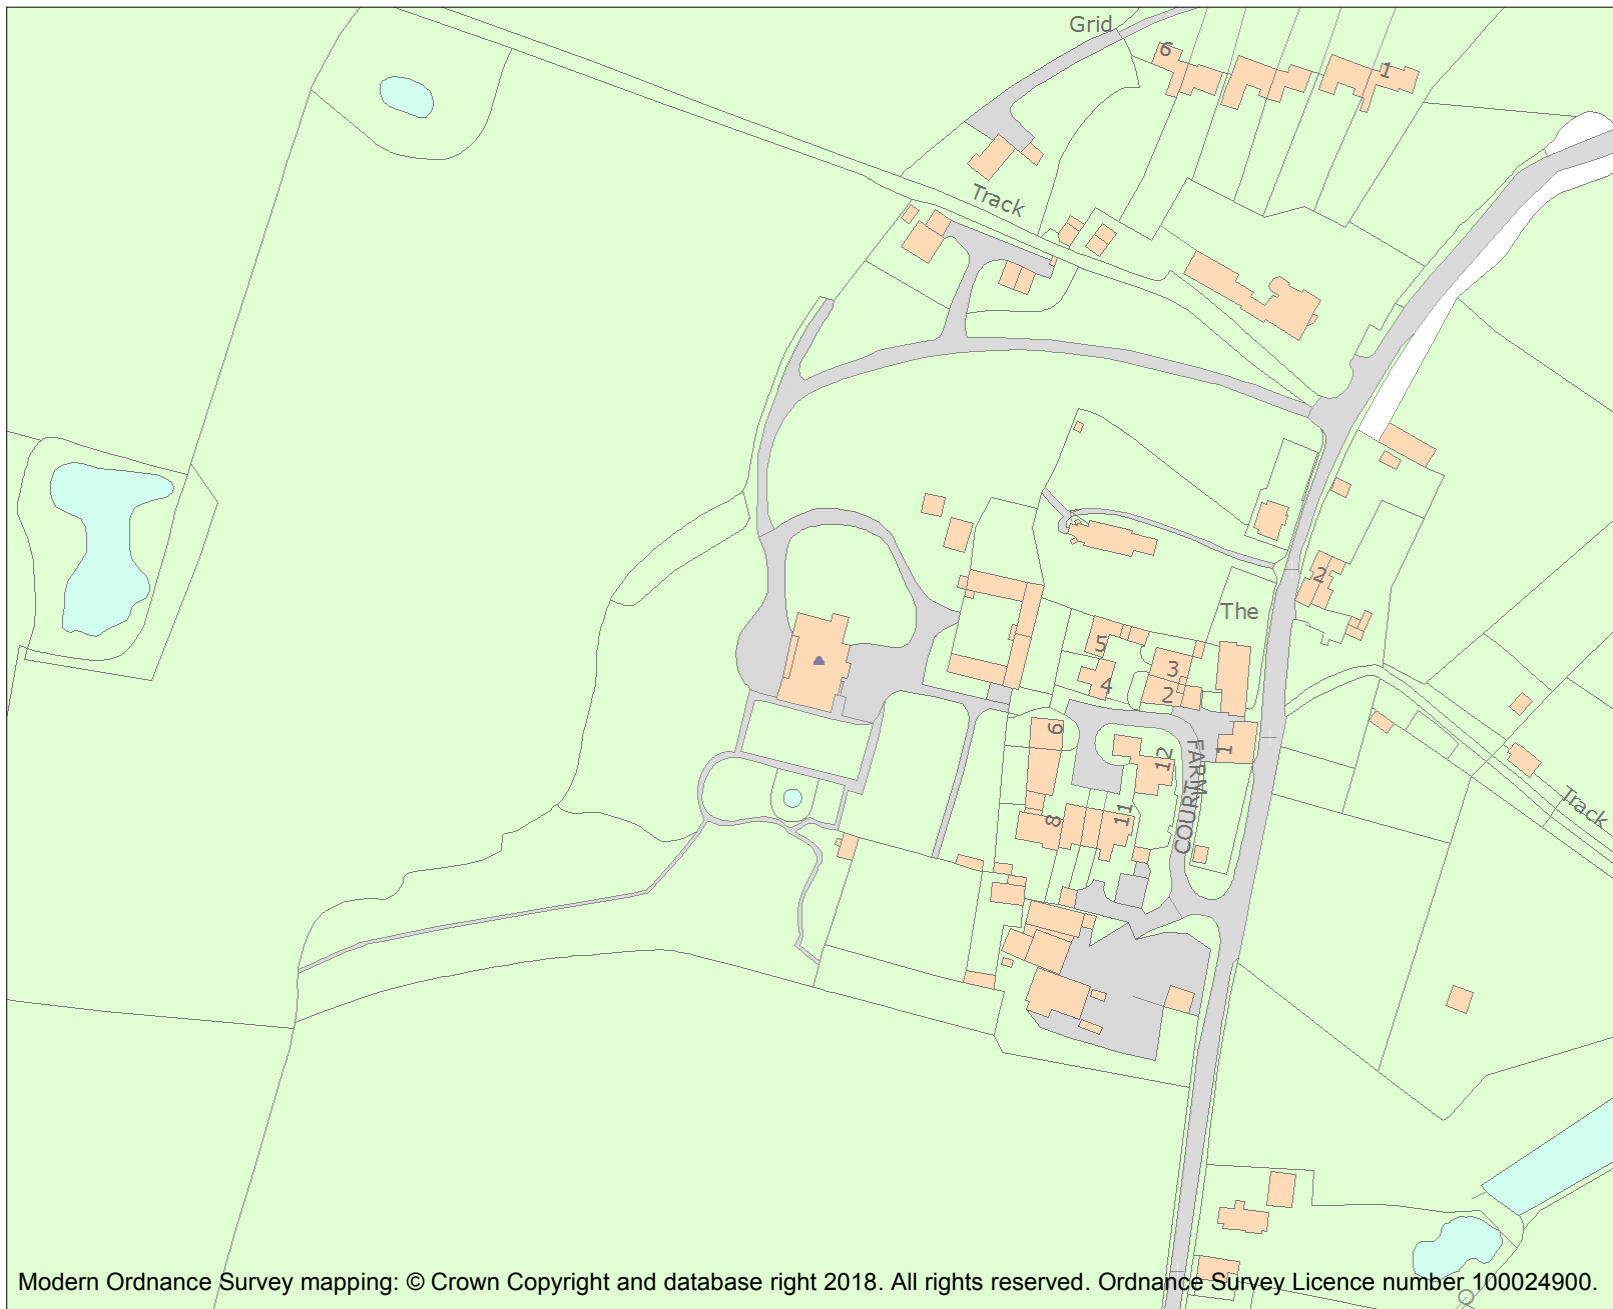 Grid
6
1
Track
2
The
5
3
4
2
6
1
12
FARM
COURT
11
8
Track
Modern Ordnance Survey mapping: © Crown Copyright and database right 2018. All rights reserved. Ordnance Survey Licence number 100024900.